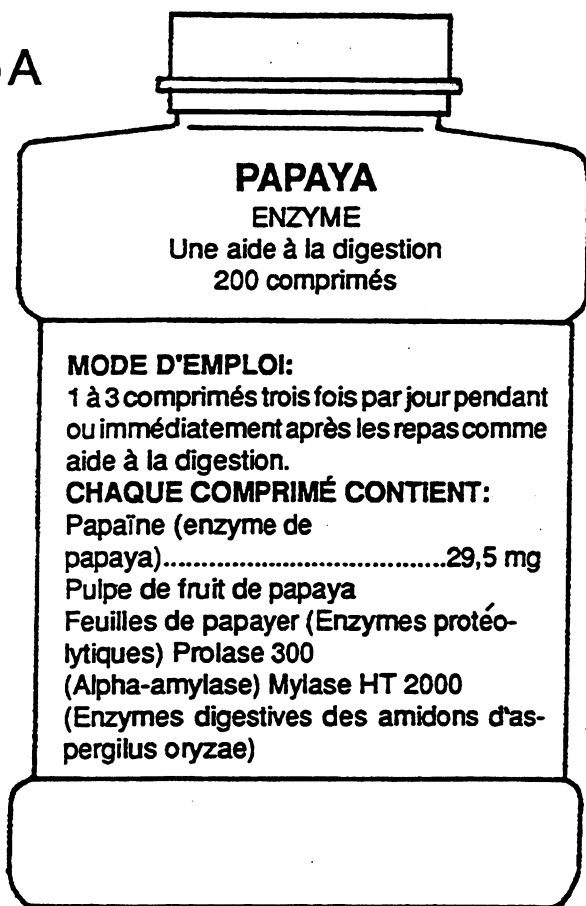 A
PAPAYA
ENZYME
Une aide à la digestion
200 comprimés
MODE D'EMPLOI:
1 à 3 comprimés trois fois par jour pendant
ou immédiatement après les repas comme
aide à la digestion.
CHAQUE COMPRIMÉ CONTIENT:
Papaïne (enzyme de
papaya)........................................29,5 mg
Pulpe de fruit de papaya
Feuilles de papayer (Enzymes protéo-
lytiques) Prolase 300
(Alpha-amylase) Mylase HT 2000
(Enzymes digestives des amidons d'as-
pergilus oryzae)